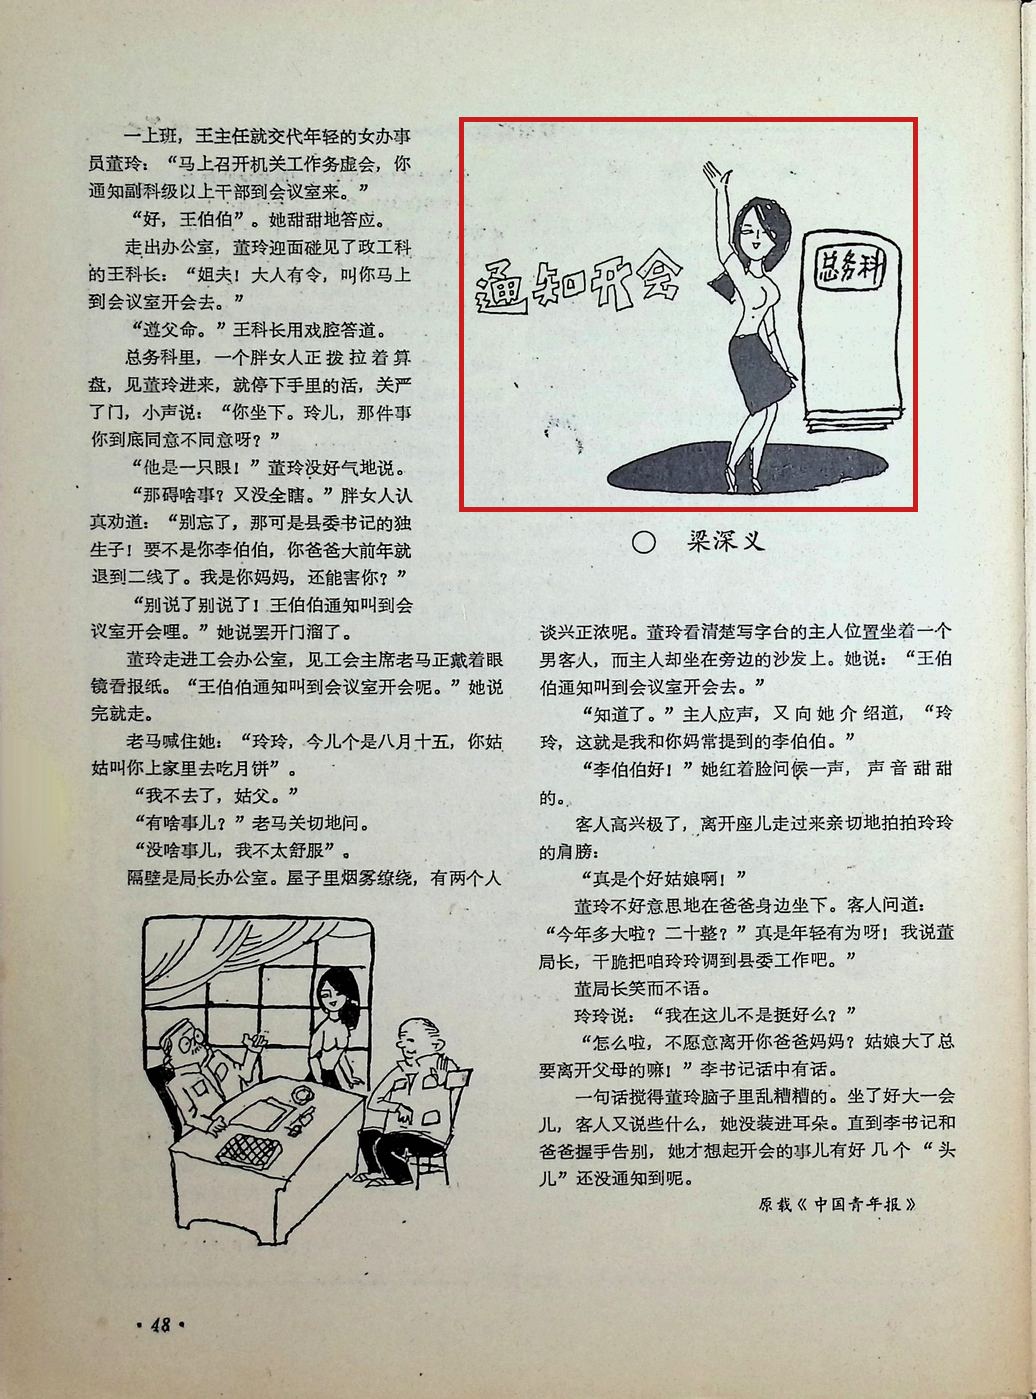 一上班，王主任就交代年轻的女办事
员董玲：“马上召开机关工作务虚会，你
通知副科级以上干部到会议室来。”
“好，王伯伯”。她甜甜地答应。
走出办公室，董玲迎面碰见了政工科
的王科长：“姐夫！大人有令，叫你马上
到会议室开会去。”
“遵父命。”王科长用戏腔答道。
总务科里，一个胖女人正拨拉着算
盘，见董玲进来，就停下手里的活，关严
了门，小声说：“你坐下。玲儿，那件事
你到底同意不同意呀？”
“他是一只眼！”董玲没好气地说。
“那碍啥事？又没全瞎。”胖女人认
真劝道：“别忘了，那可是县委书记的独
生子！要不是你李伯伯，你爸爸大前年就
退到二线了。我是你妈妈，还能害你？”
“别说了别说了！王伯伯通知叫到会
议室开会哩。”她说罢开门溜了。
董玲走进工会办公室，见工会主席老马正戴着眼
镜看报纸。“王伯伯通知叫到会议室开会呢。”她说
完就走。
老马喊住她：“玲玲，今儿个是八月十五，你姑
姑叫你上家里去吃月饼”。
“我不去了，姑父。”
“有啥事儿？”老马关切地问。
“没啥事儿，我不太舒服”。
隔壁是局长办公室。屋子里烟雾缭绕，有两个人
通知开会
总务科
○ 梁深义
谈兴正浓呢。董玲看清楚写字台的主人位置坐着一个
男客人，而主人却坐在旁边的沙发上。她说：“王伯
伯通知叫到会议室开会去。”
“知道了。”主人应声，又向她介绍道，“玲
玲，这就是我和你妈常提到的李伯伯。”
“李伯伯好！”她红着脸问候一声，声音甜甜
的。
客人高兴极了，离开座儿走过来亲切地拍拍玲玲
的肩膀：
“真是个好姑娘啊！”
董玲不好意思地在爸爸身边坐下。客人问道：
“今年多大啦？二十整？”真是年轻有为呀！我说董
局长，干脆把咱玲玲调到县委工作吧。”
董局长笑而不语。
玲玲说：“我在这儿不是挺好么？”
“怎么啦，不愿意离开你爸爸妈妈？姑娘大了总
要离开父母的嘛！”李书记话中有话。
一句话搅得董玲脑子里乱糟糟的。坐了好大一会
儿，客人又说些什么，她没装进耳朵。直到李书记和
爸爸握手告别，她才想起开会的事儿有好几个“头
儿”还没通知到呢。
原载《中国青年报》
·48·